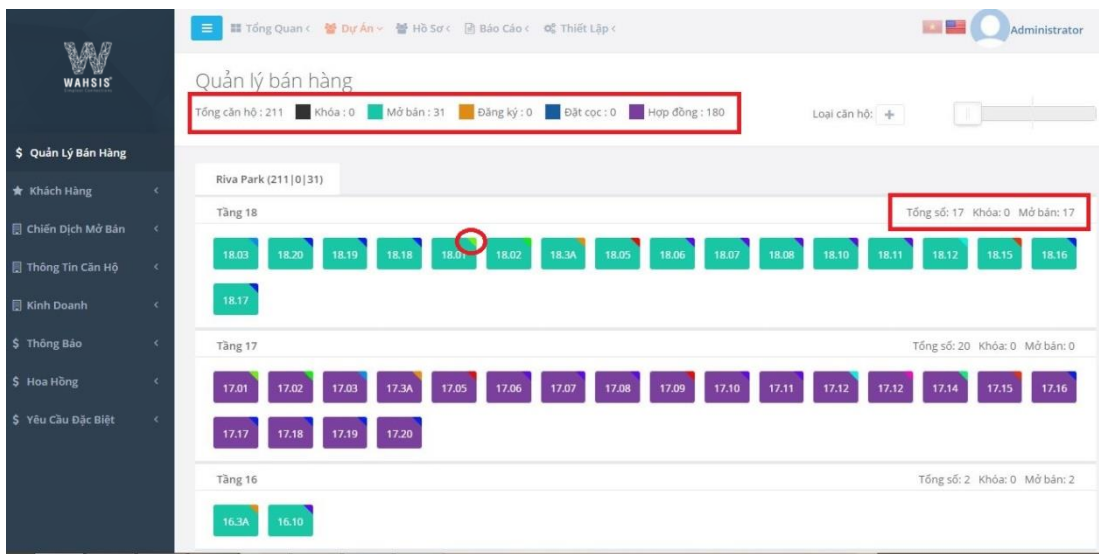 WAHSIS
Tổng Quan
Dự Án
Hồ Sơ
Báo Cáo
Thiết Lập
Administrator
Quản lý bán hàng
Tổng căn hộ : 211 Khóa : 0 Mở bán : 31 Đăng ký : 0 Đặt cọc : 0 Hợp đồng : 180
Loại căn hộ: +
$ Quản Lý Bán Hàng
Khách Hàng
Chiến Dịch Mở Bán
Thông Tin Căn Hộ
Kinh Doanh
$ Thông Báo
$ Hoa Hồng
$ Yêu Cầu Đặc Biệt
Riva Park (211|0|31)
Tầng 18 Tổng số: 17 Khóa: 0 Mở bán: 17
18.03 18.20 18.19 18.18 18.01 18.02 18.3A 18.05 18.06 18.07 18.08 18.10 18.11 18.12 18.15 18.16
18.17
Tầng 17 Tổng số: 20 Khóa: 0 Mở bán: 0
17.01 17.02 17.03 17.3A 17.05 17.06 17.07 17.08 17.09 17.10 17.11 17.12 17.12 17.14 17.15 17.16
17.17 17.18 17.19 17.20
Tầng 16 Tổng số: 2 Khóa: 0 Mở bán: 2
16.3A 16.10